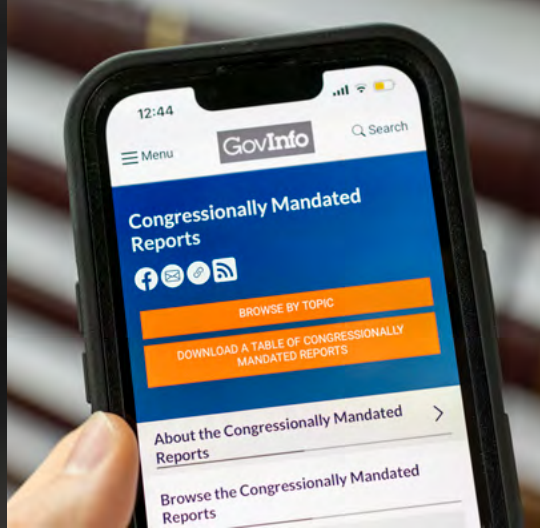 12:44
Menu
GovInfo
Search
Congressionally Mandated
Reports
BROWSE BY TOPIC
DOWNLOAD A TABLE OF CONGRESSIONALLY
MANDATED REPORTS
About the Congressionally Mandated
Reports
Browse the Congressionally Mandated
Reports